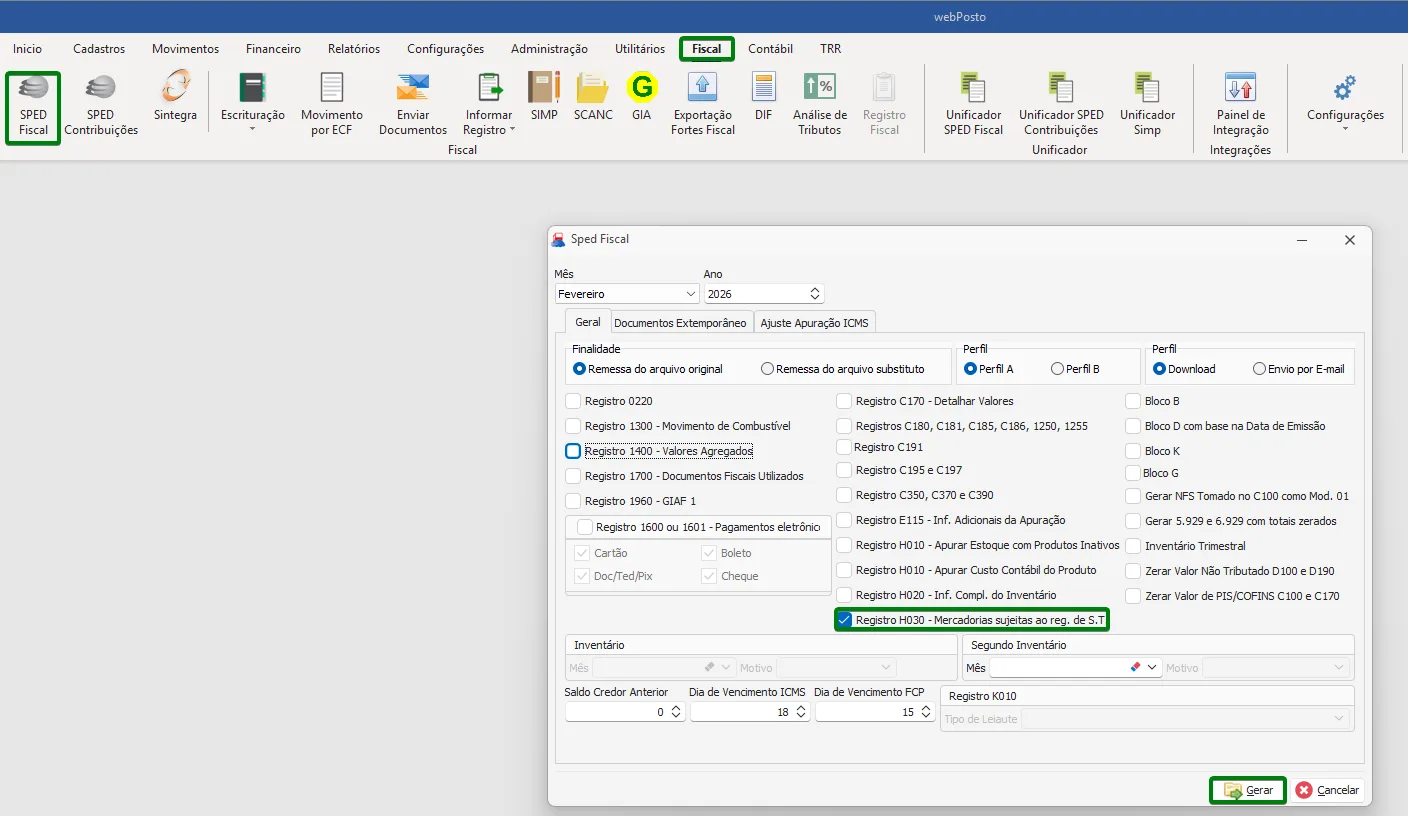 webPosto
Inicio Cadastros Movimentos Financeiro Relatórios Configurações Administração Utilitários Fiscal Contábil TRR
SPED Fiscal
SPED Contribuições
Sintegra
Escrituração
Movimento por ECF
Enviar Documentos
Informar Registro
SIMP
SCANC
G
GIA
Exportação Fortes Fiscal
DIF
%
Análise de Tributos
Registro Fiscal
Fiscal
Unificador SPED Fiscal
Unificador SPED Contribuições
Unificador Simp
Unificador
Painel de Integração
Integrações
Configurações
Sped Fiscal
Mês Ano
Fevereiro 2026
Geral Documentos Extemporâneo Ajuste Apuração ICMS
Finalidade
Remessa do arquivo original Remessa do arquivo substituto
Perfil
Perfil A Perfil B
Perfil
Download Envio por E-mail
Registro 0220
Registro 1300 - Movimento de Combustível
Registro 1400 - Valores Agregados
Registro 1700 - Documentos Fiscais Utilizados
Registro 1960 - GIAF 1
Registro 1600 ou 1601 - Pagamentos eletrônic
Cartão Boleto
Doc/Ted/Pix Cheque
Registro C170 - Detalhar Valores
Registros C180, C181, C185, C186, 1250, 1255
Registro C191
Registro C195 e C197
Registro C350, C370 e C390
Registro E115 - Inf. Adicionais da Apuração
Registro H010 - Apurar Estoque com Produtos Inativos
Registro H010 - Apurar Custo Contábil do Produto
Registro H020 - Inf. Compl. do Inventário
Registro H030 - Mercadorias sujeitas ao reg. de S.T
Bloco B
Bloco D com base na Data de Emissão
Bloco K
Bloco G
Gerar NFS Tomado no C100 como Mod. 01
Gerar 5.929 e 6.929 com totais zerados
Inventário Trimestral
Zerar Valor Não Tributado D100 e D190
Zerar Valor de PIS/COFINS C100 e C170
Inventário
Mês Motivo
Segundo Inventário
Mês Motivo
Saldo Credor Anterior Dia de Vencimento ICMS Dia de Vencimento FCP
0 18 15
Registro K010
Tipo de Leiaute
Gerar Cancelar